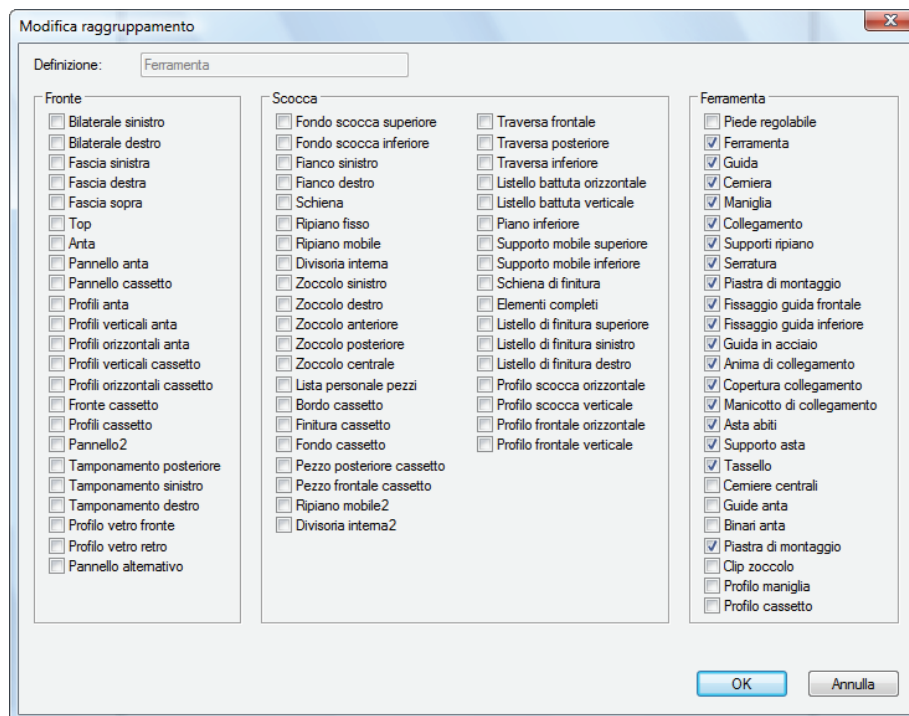 Modifica raggruppamento
Definizione: Ferramenta
Fronte
Bilaterale sinistro
Bilaterale destro
Fascia sinistra
Fascia destra
Fascia sopra
Top
Anta
Pannello anta
Pannello cassetto
Profili anta
Profili verticali anta
Profili orizzontali anta
Profili verticali cassetto
Profili orizzontali cassetto
Fronte cassetto
Profili cassetto
Pannello2
Tamponamento posteriore
Tamponamento sinistro
Tamponamento destro
Profilo vetro fronte
Profilo vetro retro
Pannello alternativo
Scocca
Fondo scocca superiore
Fondo scocca inferiore
Fianco sinistro
Fianco destro
Schiena
Ripiano fisso
Ripiano mobile
Divisoria interna
Zoccolo sinistro
Zoccolo destro
Zoccolo anteriore
Zoccolo posteriore
Zoccolo centrale
Lista personale pezzi
Bordo cassetto
Finitura cassetto
Fondo cassetto
Pezzo posteriore cassetto
Pezzo frontale cassetto
Ripiano mobile2
Divisoria interna2
Traversa frontale
Traversa posteriore
Traversa inferiore
Listello battuta orizzontale
Listello battuta verticale
Piano inferiore
Supporto mobile superiore
Supporto mobile inferiore
Schiena di finitura
Elementi completi
Listello di finitura superiore
Listello di finitura sinistro
Listello di finitura destro
Profilo scocca orizzontale
Profilo scocca verticale
Profilo frontale orizzontale
Profilo frontale verticale
Ferramenta
Piede regolabile
Ferramenta
Guida
Cerniera
Maniglia
Collegamento
Supporti ripiano
Serratura
Piastra di montaggio
Fissaggio guida frontale
Fissaggio guida inferiore
Guida in acciaio
Anima di collegamento
Copertura collegamento
Manicotto di collegamento
Asta abiti
Supporto asta
Tassello
Cerniere centrali
Guide anta
Binari anta
Piastra di montaggio
Clip zoccolo
Profilo maniglia
Profilo cassetto
OK
Annulla